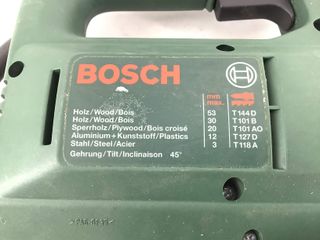 BOSCH
mm
max.
Holz/Wood/Bois 53 T 144 D
Holz/Wood/Bois 30 T 101 B
Sperrholz/Plywood/Bois croisé 20 T 101 AO
Aluminium+Kunststoff/Plastics 12 T 127 D
Stahl/Steel/Acier 3 T 118 A
Gehrung/Tilt/Inclinaison 45°